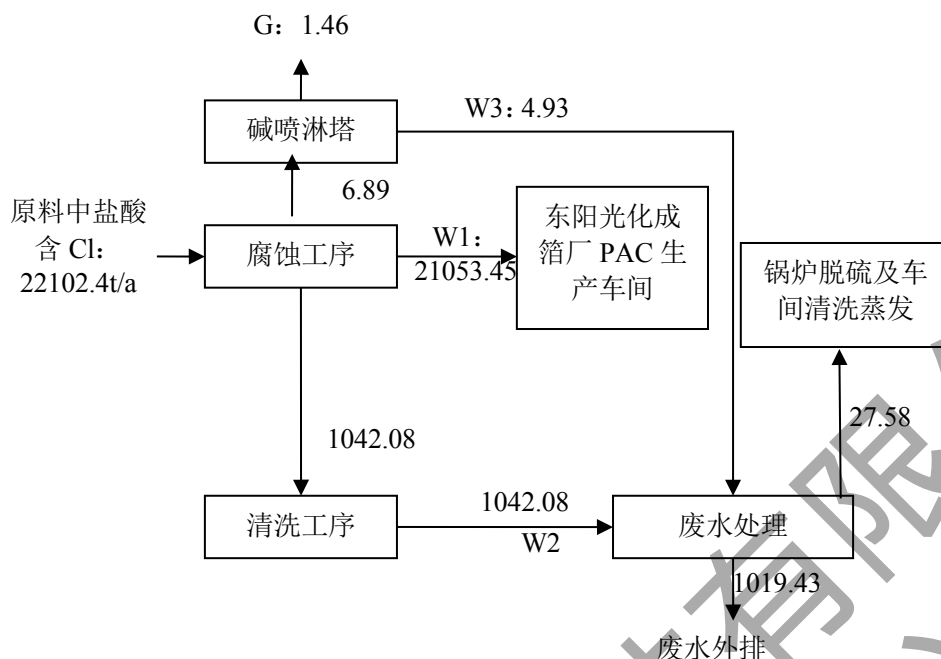 G：1.46
碱喷淋塔
W3：4.93
6.89
原料中盐酸
含 Cl：
22102.4t/a
腐蚀工序
W1：
21053.45
东阳光化成
箔厂 PAC 生
产车间
锅炉脱硫及车
间清洗蒸发
27.58
1042.08
清洗工序
1042.08
W2
废水处理
1019.43
废水外排
有限